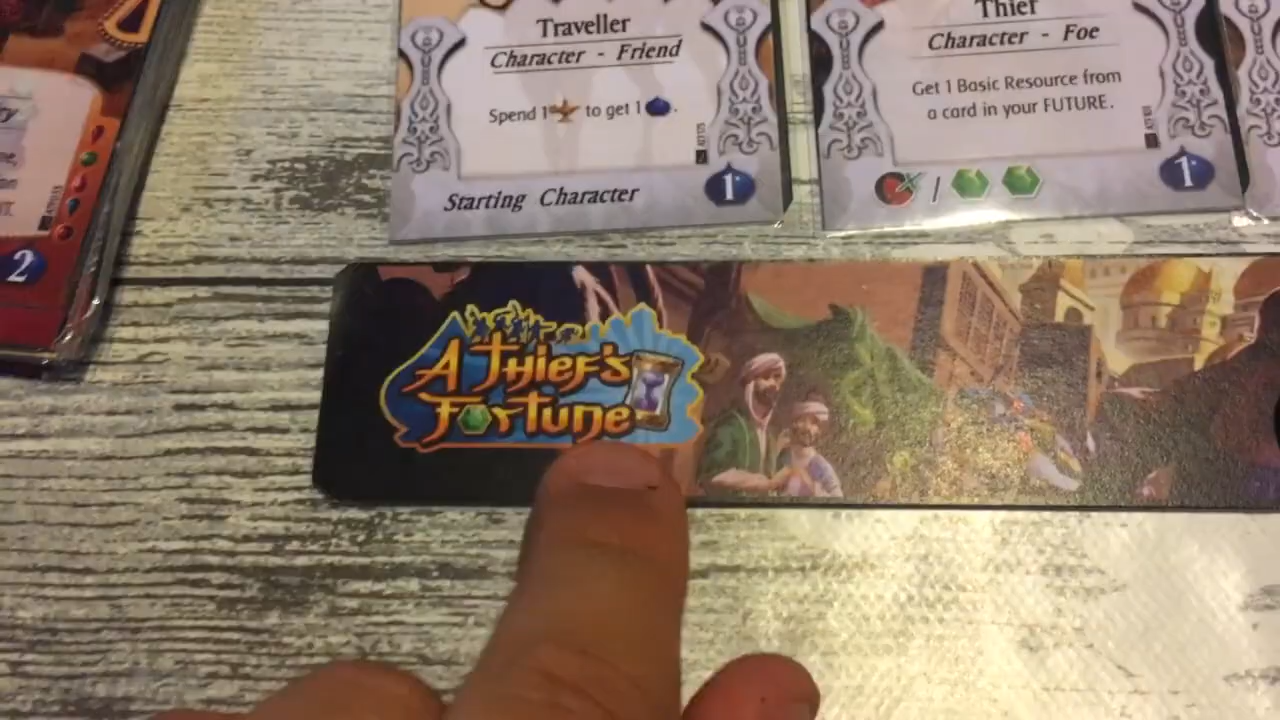 Traveller
Character - Friend
Spend 1 to get 1 .
Starting Character
1
Thief
Character - Foe
Get 1 Basic Resource from
a card in your FUTURE.
X / 
1
2
A Thief's
Fortune